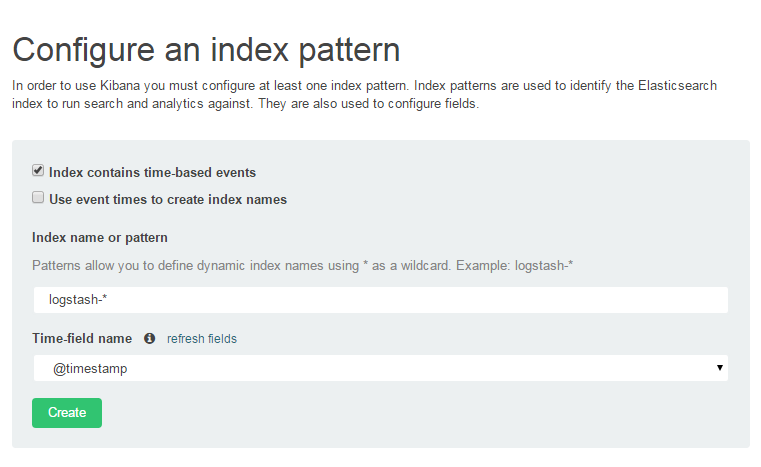 Configure an index pattern
In order to use Kibana you must configure at least one index pattern. Index patterns are used to identify the Elasticsearch
index to run search and analytics against. They are also used to configure fields.
Index contains time-based events
Use event times to create index names
Index name or pattern
Patterns allow you to define dynamic index names using * as a wildcard. Example: logstash-*
logstash-*
Time-field name refresh fields
@timestamp
Create